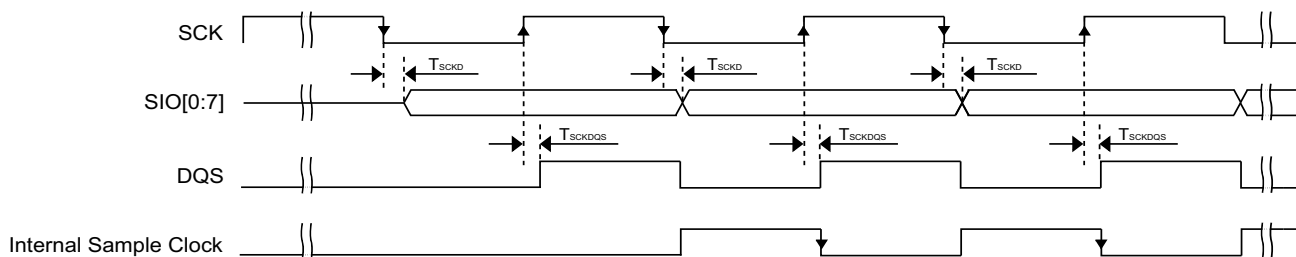 SCK
TSCKD TSCKD TSCKD
SIO[0:7]
TSCKDQS TSCKDQS TSCKDQS
DQS
Internal Sample Clock